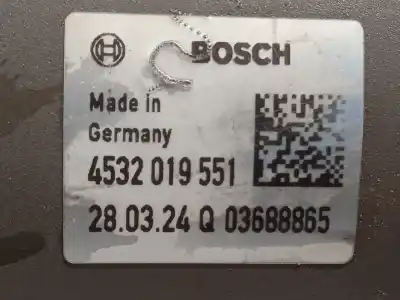 BOSCH
Made in
Germany
4532 019 551
28.03.24 Q 03688865